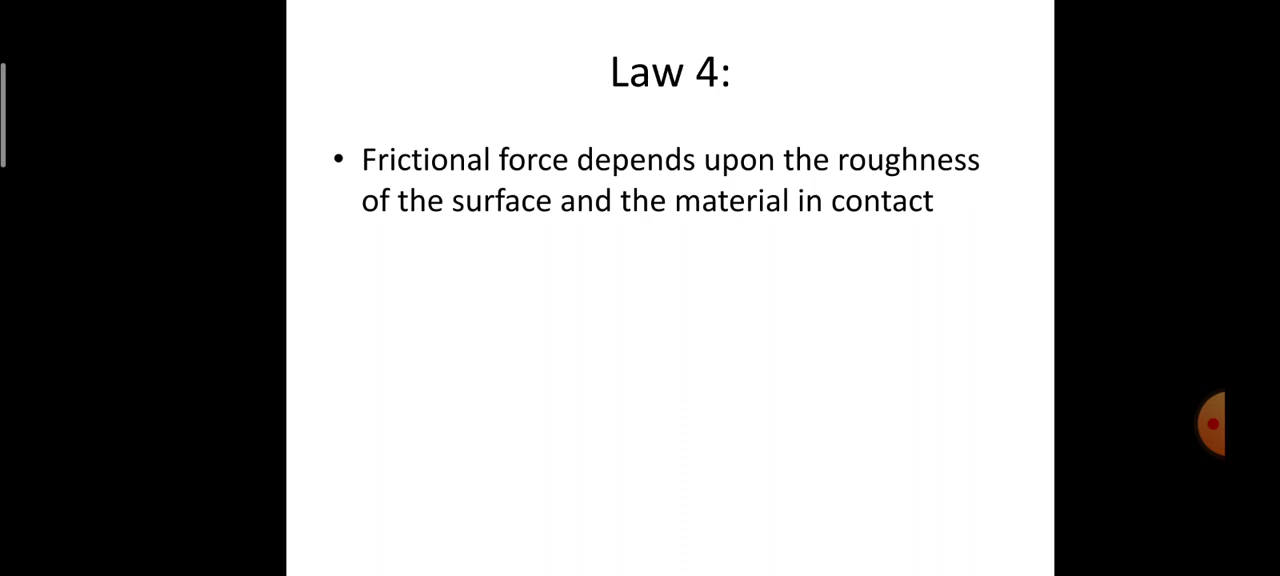 Law 4:
• Frictional force depends upon the roughness
of the surface and the material in contact